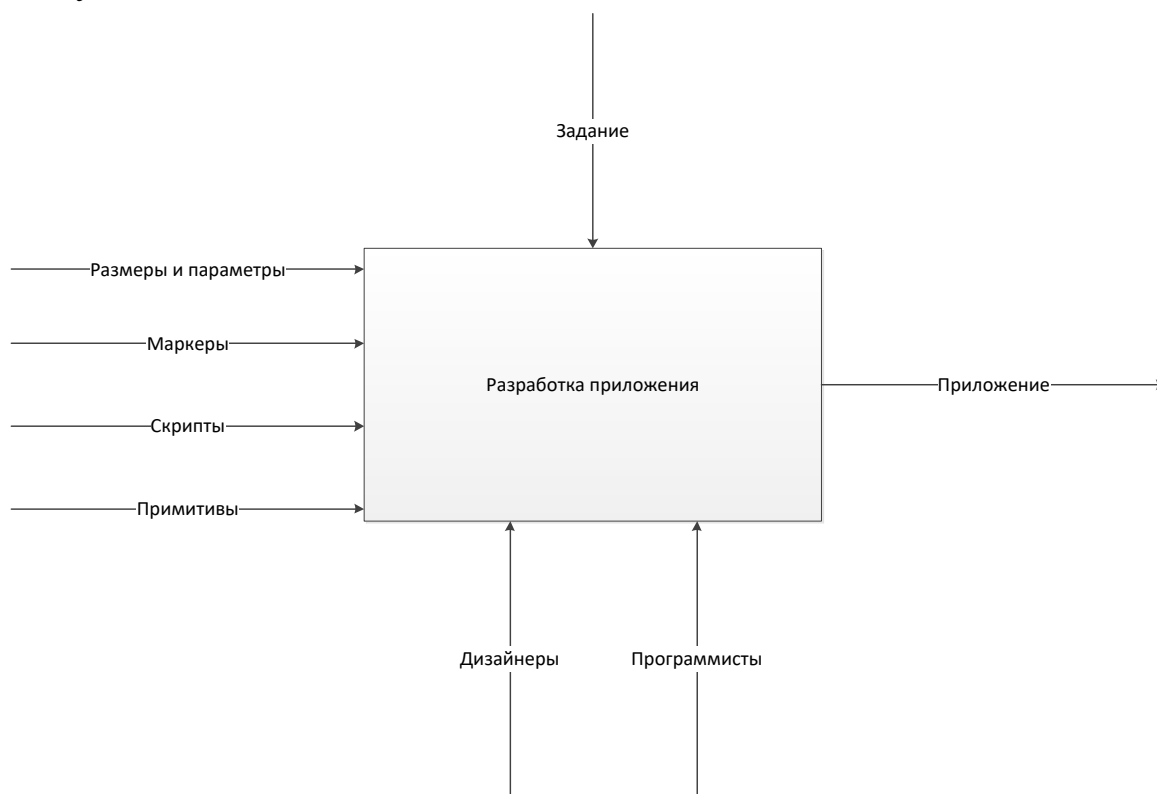 Задание
Размеры и параметры
Маркеры
Разработка приложения
Приложение
Скрипты
Примитивы
Дизайнеры
Программисты